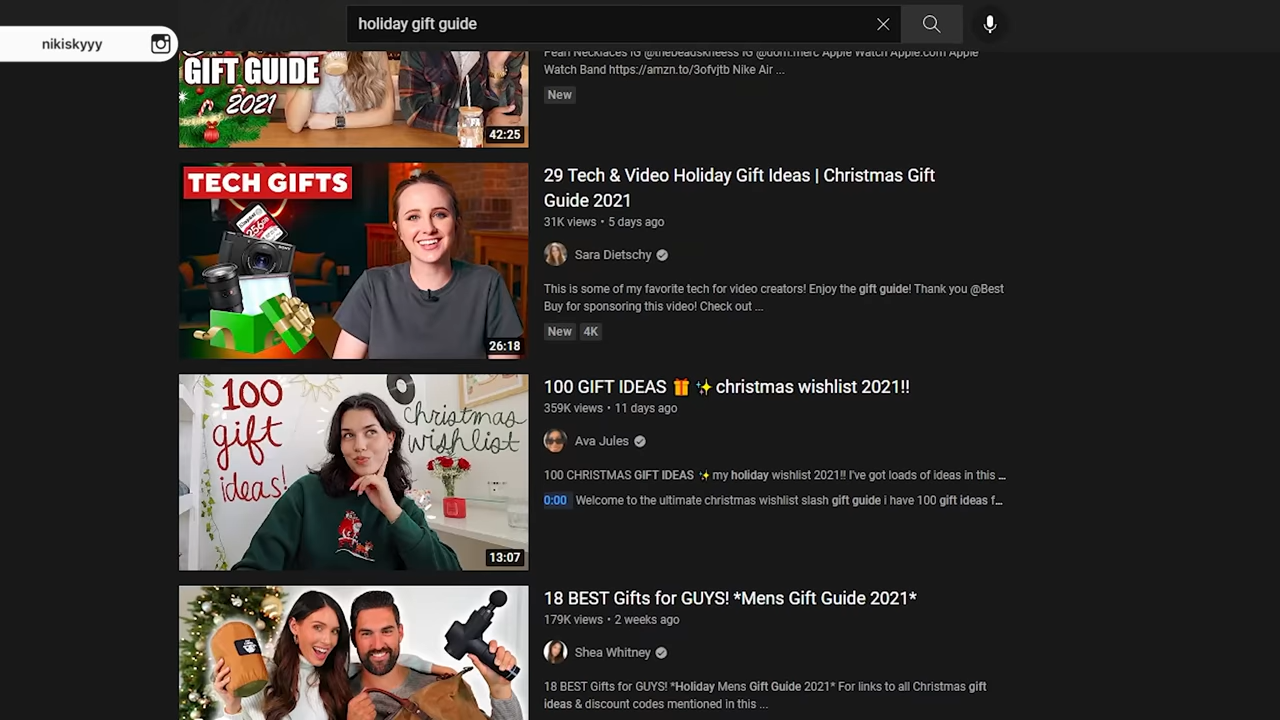 holiday gift guide
nikiskyyy
Pearl Necklaces IG @thebeadskneess IG @dom.merc Apple Watch Apple.com Apple
Watch Band https://amzn.to/3ofvjtb Nike Air ...
New
GIFT GUIDE
2021
42:25
TECH GIFTS
256
SONY
26:18
29 Tech & Video Holiday Gift Ideas | Christmas Gift
Guide 2021
31K views • 5 days ago
Sara Dietschy
This is some of my favorite tech for video creators! Enjoy the gift guide! Thank you @Best
Buy for sponsoring this video! Check out ...
New 4K
100
gift
ideas!
christmas
wishlist
13:07
100 GIFT IDEAS 🎁 ✨ christmas wishlist 2021!!
359K views • 11 days ago
Ava Jules
100 CHRISTMAS GIFT IDEAS ✨ my holiday wishlist 2021!! I've got loads of ideas in this ...
0:00 Welcome to the ultimate christmas wishlist slash gift guide i have 100 gift ideas f...
18 BEST Gifts for GUYS! *Mens Gift Guide 2021*
179K views • 2 weeks ago
Shea Whitney
18 BEST Gifts for GUYS! *Holiday Mens Gift Guide 2021* For links to all Christmas gift
ideas & discount codes mentioned in this ...